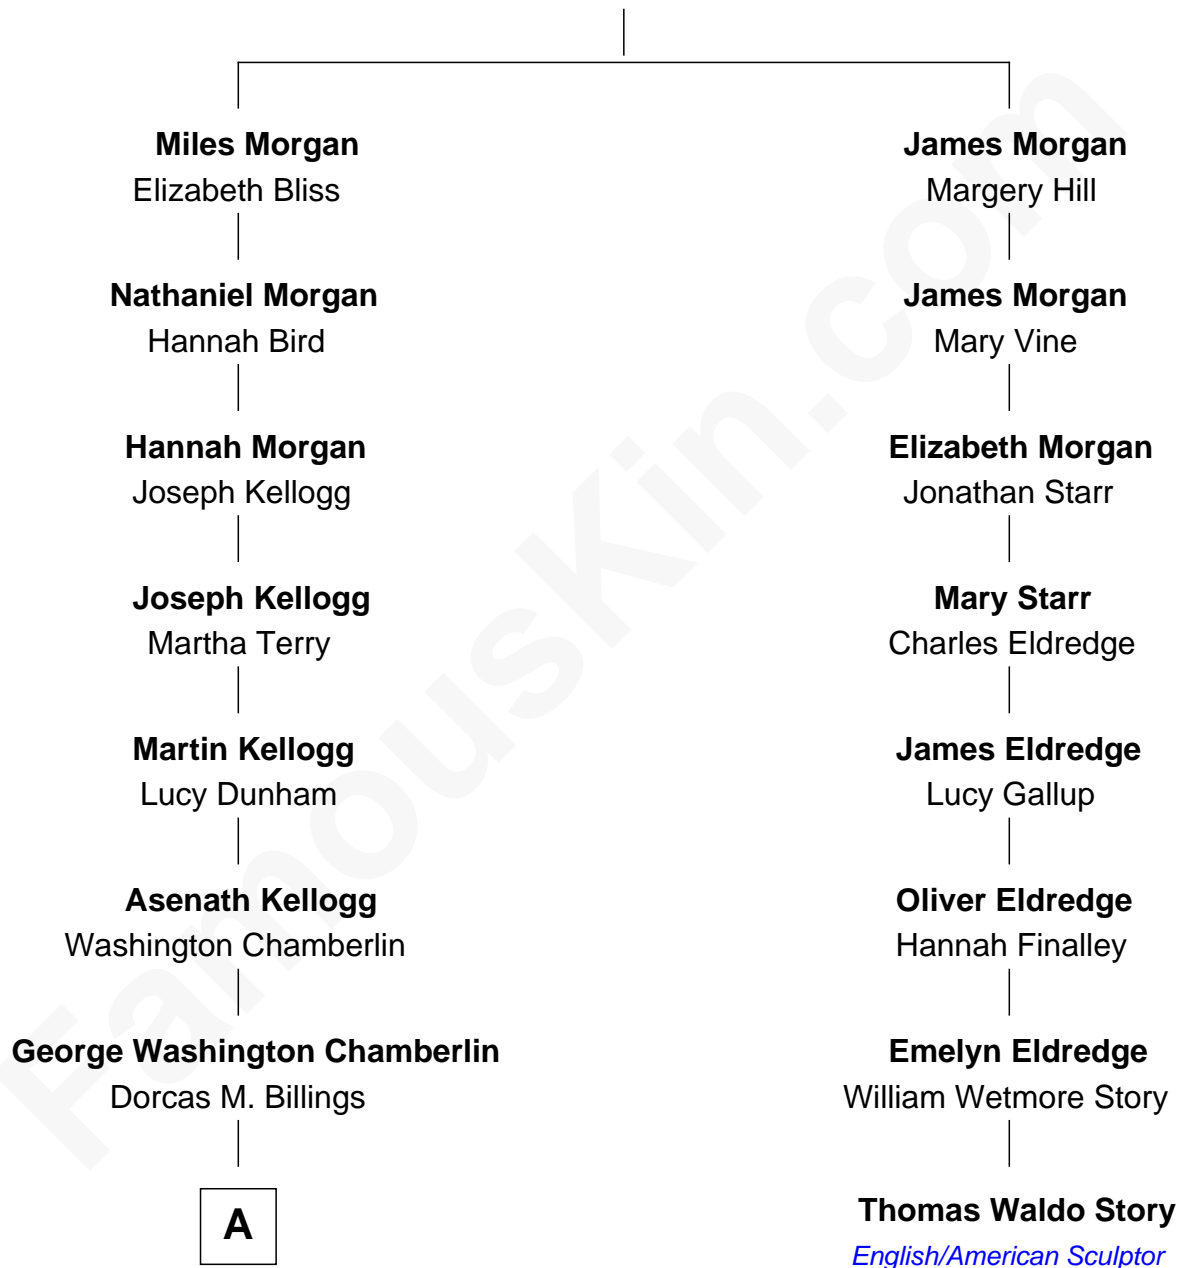 Miles Morgan
Elizabeth Bliss
Nathaniel Morgan
Hannah Bird
Hannah Morgan
Joseph Kellogg
Joseph Kellogg
Martha Terry
Martin Kellogg
Lucy Dunham
Asenath Kellogg
Washington Chamberlin
George Washington Chamberlin
Dorcas M. Billings
A
James Morgan
Margery Hill
James Morgan
Mary Vine
Elizabeth Morgan
Jonathan Starr
Mary Starr
Charles Eldredge
James Eldredge
Lucy Gallup
Oliver Eldredge
Hannah Finalley
Emelyn Eldredge
William Wetmore Story
Thomas Waldo Story
English/American Sculptor
FamousKin.com